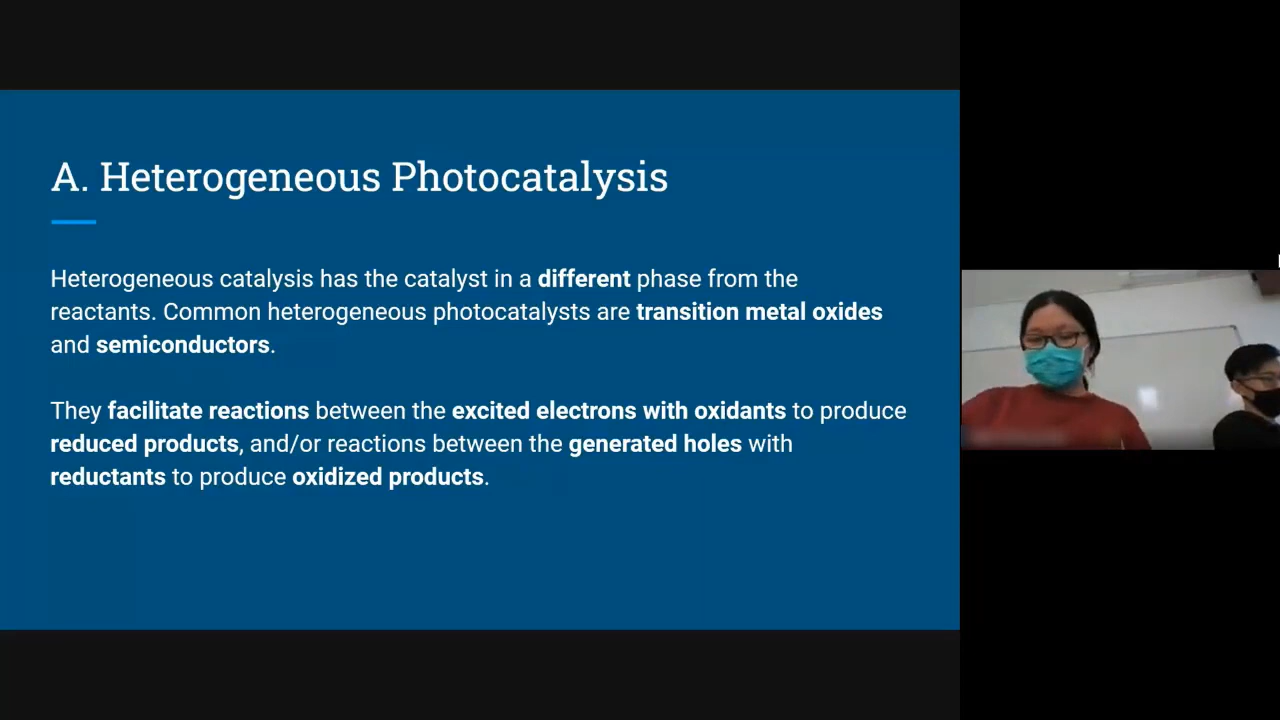 A. Heterogeneous Photocatalysis
Heterogeneous catalysis has the catalyst in a different phase from the
reactants. Common heterogeneous photocatalysts are transition metal oxides
and semiconductors.
They facilitate reactions between the excited electrons with oxidants to produce
reduced products, and/or reactions between the generated holes with
reductants to produce oxidized products.